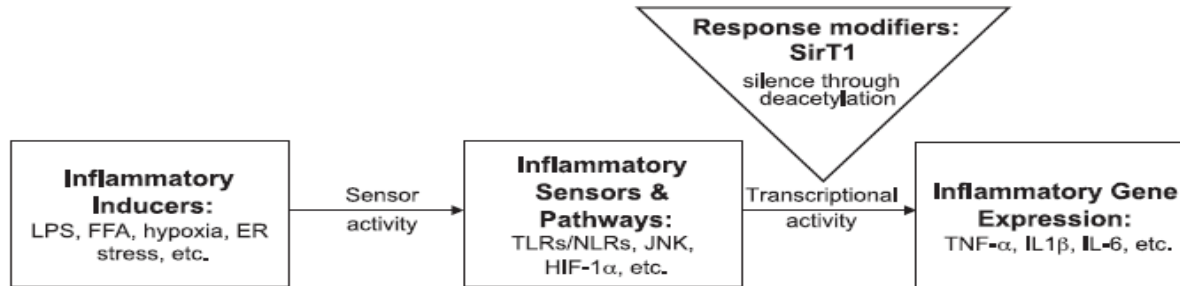 Response modifiers:
SirT1
silence through
deacetylation
Inflammatory
Inducers:
LPS, FFA, hypoxia, ER
stress, etc.
Sensor
activity
Inflammatory
Sensors &
Pathways:
TLRs/NLRs, JNK,
HIF-1α, etc.
Transcriptional
activity
Inflammatory Gene
Expression:
TNF-α, IL1β, IL-6, etc.